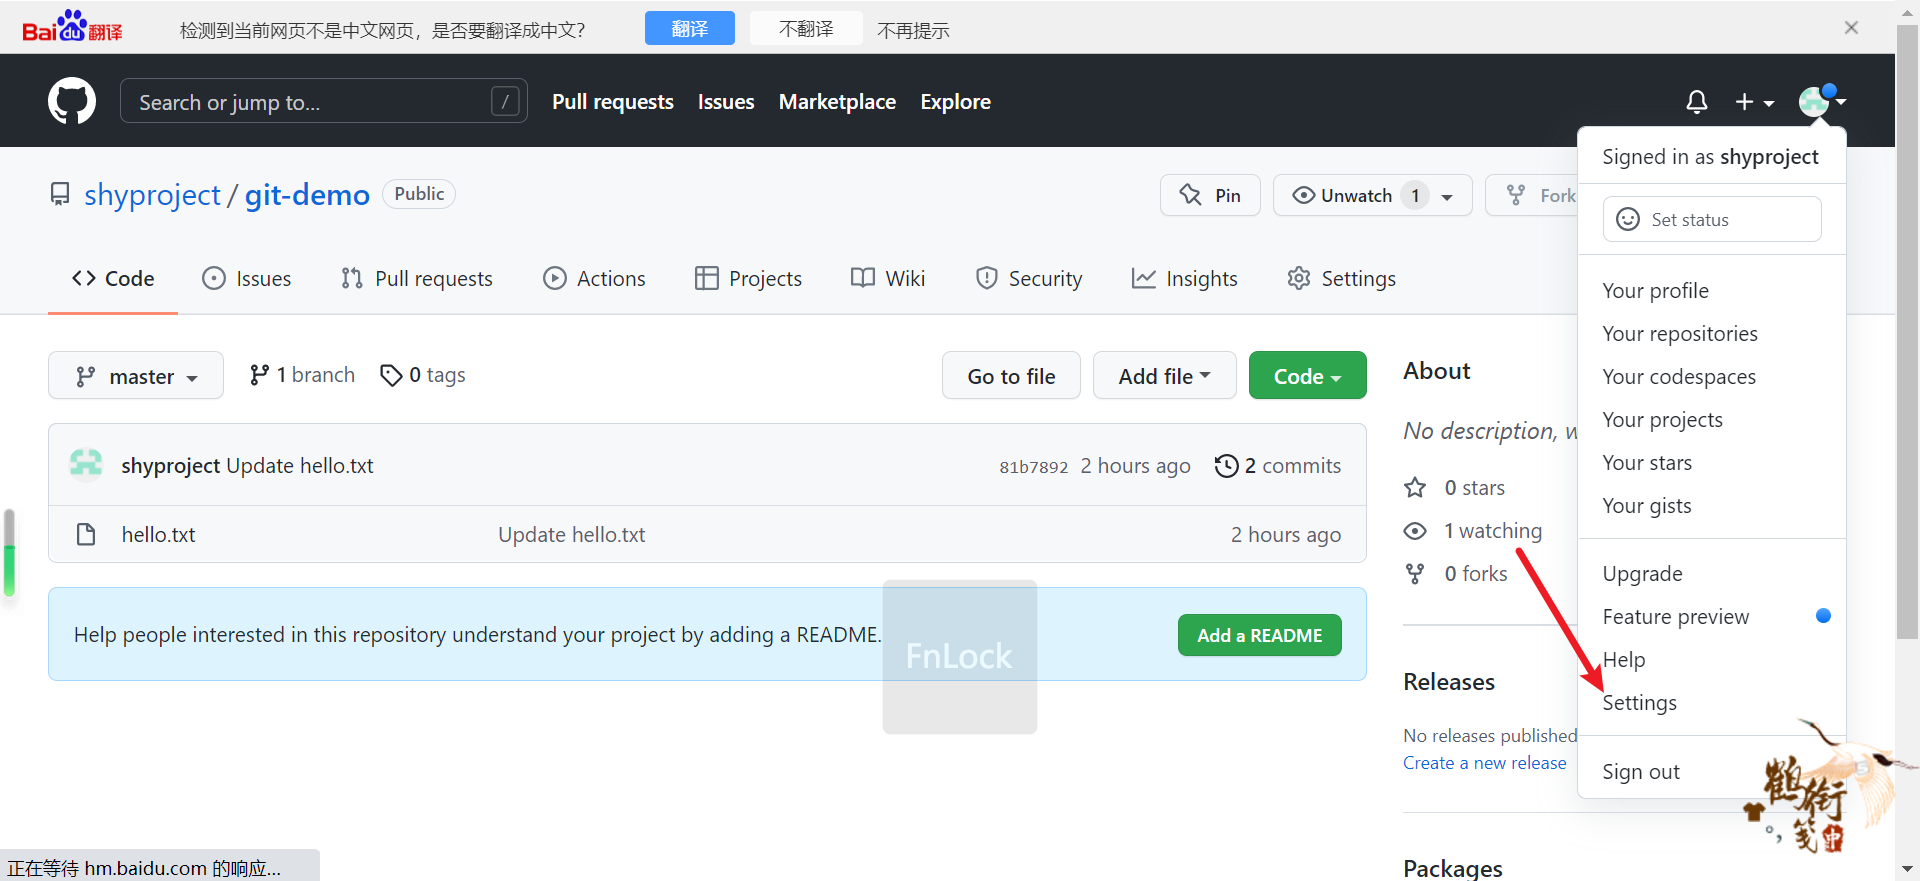 Bai du 翻译
检测到当前网页不是中文网页，是否要翻译成中文？
翻译
不翻译
不再提示
Search or jump to...
/
Pull requests
Issues
Marketplace
Explore
shyproject / git-demo
Public
Pin
Unwatch 1
Fork
Signed in as shyproject
Set status
Code
Issues
Pull requests
Actions
Projects
Wiki
Security
Insights
Settings
Your profile
Your repositories
Your codespaces
Your projects
Your stars
Your gists
Upgrade
Feature preview
Help
Settings
Sign out
master
1 branch
0 tags
Go to file
Add file
Code
shyproject Update hello.txt
81b7892 2 hours ago
2 commits
hello.txt
Update hello.txt
2 hours ago
Help people interested in this repository understand your project by adding a README.
Add a README
FnLock
About
No description, w
0 stars
1 watching
0 forks
Releases
No releases published
Create a new release
Packages
鹤衔笺
中
正在等待 hm.baidu.com 的响应...